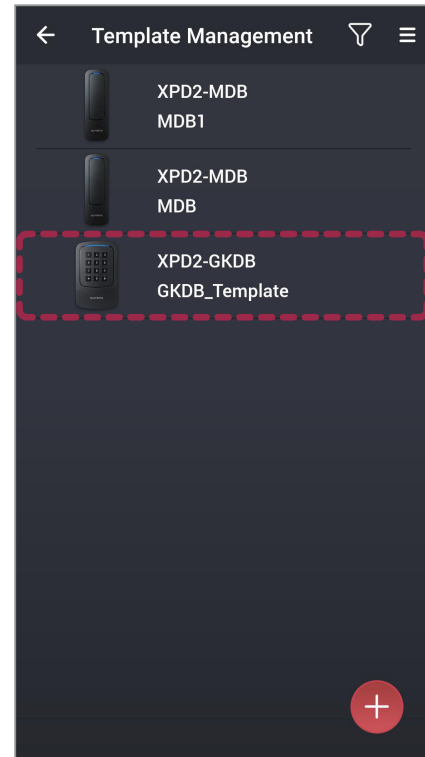 Template Management
XPD2-MDB
MDB1
XPD2-MDB
MDB
XPD2-GKDB
GKDB_Template